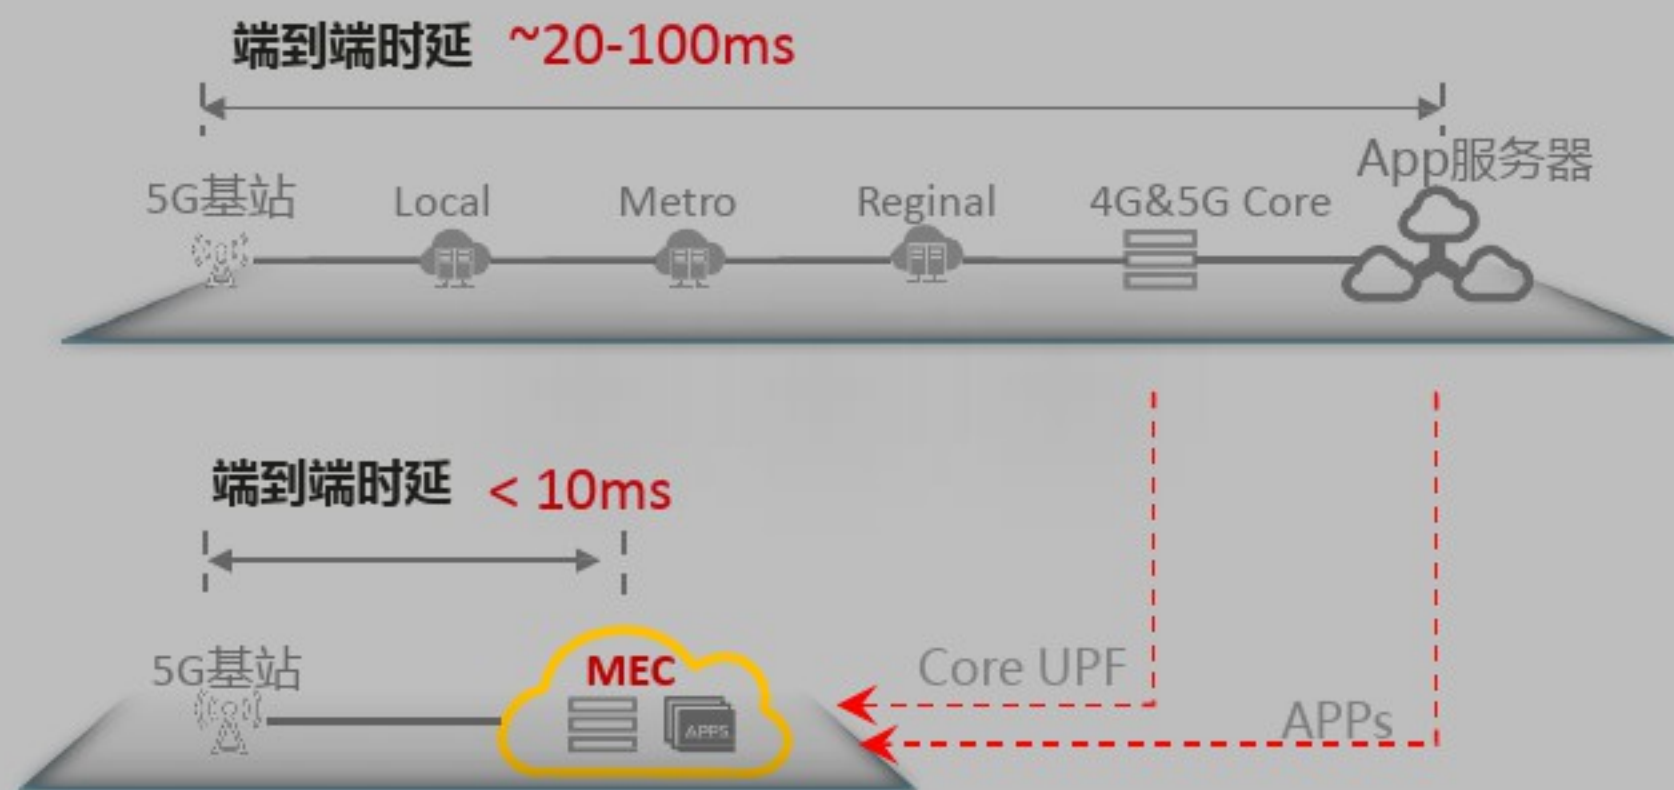 端到端时延 ~20-100ms
App服务器
5G基站 Local Metro Reginal 4G&5G Core
端到端时延 < 10ms
5G基站 MEC Core UPF
APPS APPs